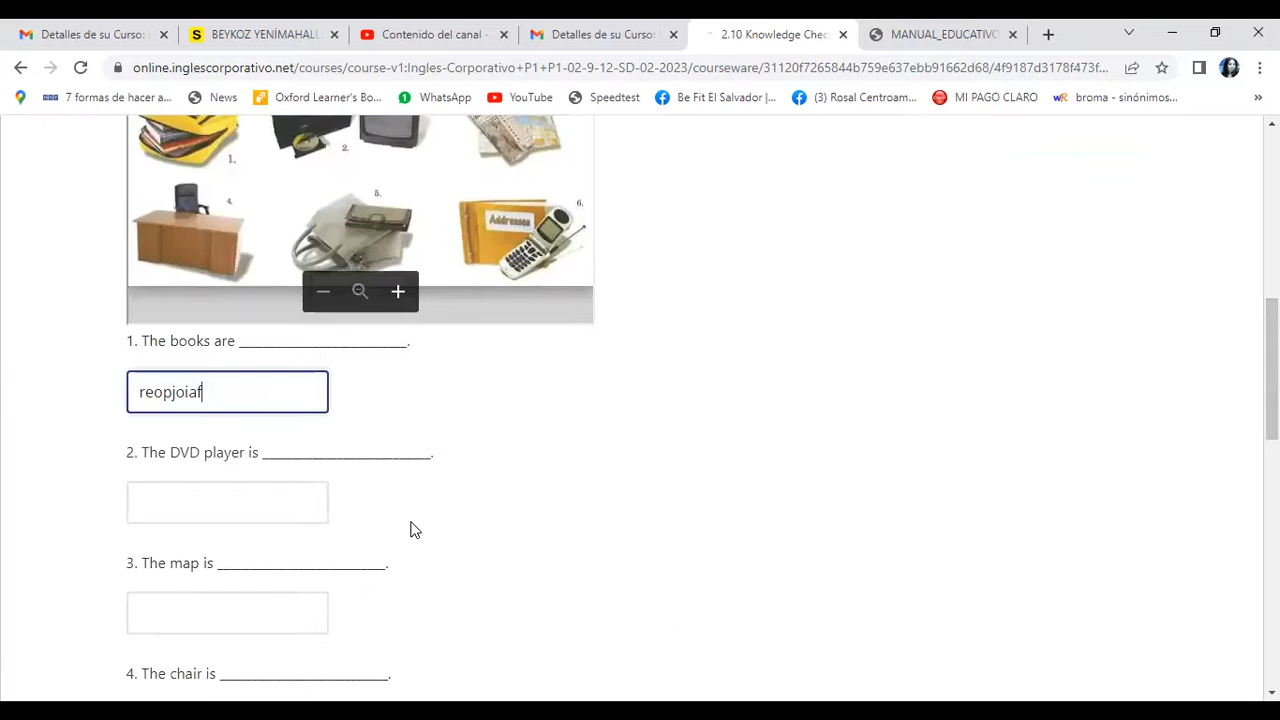 Detalles de su Curso:
BEYKOZ YENİMAHALL
Contenido del canal -
Detalles de su Curso:
2.10 Knowledge Chec
MANUAL_EDUCATIVO
online.inglescorporativo.net/courses/course-v1:Ingles-Corporativo+P1+P1-02-9-12-SD-02-2023/courseware/31120f7265844b759e637ebb91662d68/4f9187d3178f473f...
7 formas de hacer a...
News
Oxford Learner's Bo...
WhatsApp
YouTube
Speedtest
Be Fit El Salvador |...
(3) Rosal Centroam...
MI PAGO CLARO
broma - sinónimos...
»
1.
2.
4.
5.
6.
Addresses
1. The books are ________________________.
reopjoiaf
2. The DVD player is ________________________.
3. The map is ________________________.
4. The chair is ________________________.